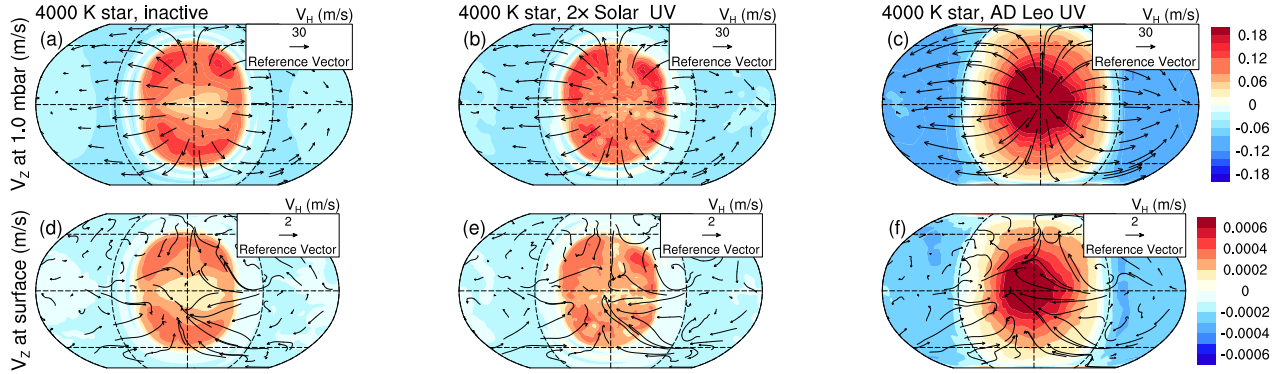 4000 K star, inactive
V_H (m/s)
4000 K star, 2x Solar UV
V_H (m/s)
4000 K star, AD Leo UV
V_H (m/s)
(a)
30
Reference Vector
(b)
30
Reference Vector
(c)
30
Reference Vector
V_Z at 1.0 mbar (m/s)
0.18
0.12
0.06
0
-0.06
-0.12
-0.18
V_H (m/s)
V_H (m/s)
V_H (m/s)
(d)
2
Reference Vector
(e)
2
Reference Vector
(f)
2
Reference Vector
V_Z at surface (m/s)
0.0006
0.0004
0.0002
0
-0.0002
-0.0004
-0.0006